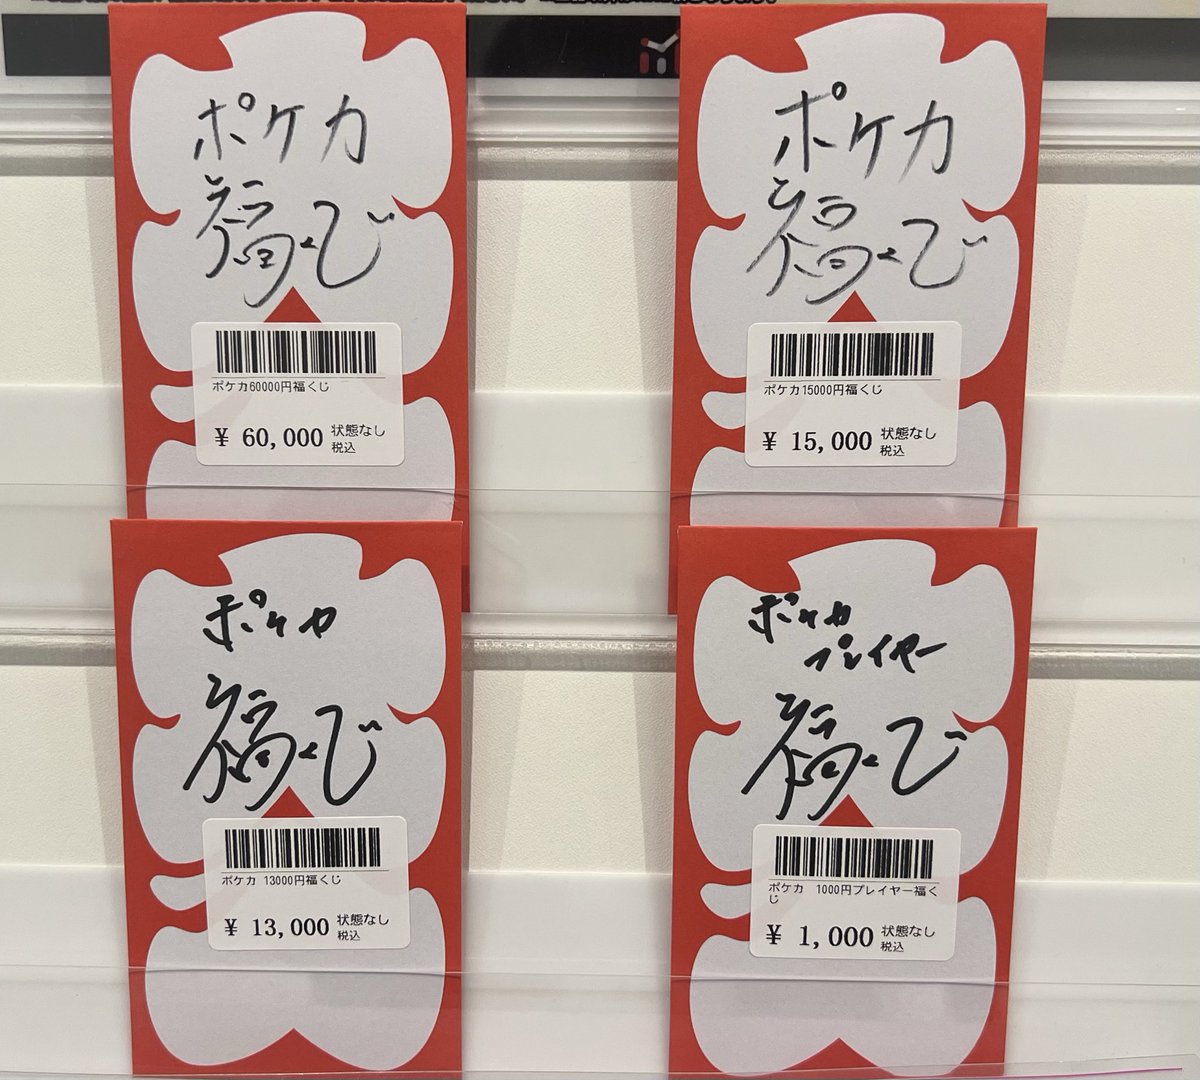 ポケカ
福くじ
ポケカ60000円福くじ
¥ 60,000 状態なし
税込
ポケカ
福くじ
ポケカ15000円福くじ
¥ 15,000 状態なし
税込
ポケカ
福くじ
ポケカ 13000円福くじ
¥ 13,000 状態なし
税込
ポケカ
プレイヤー
福くじ
ポケカ 1000円プレイヤー福く
じ
¥ 1,000 状態なし
税込